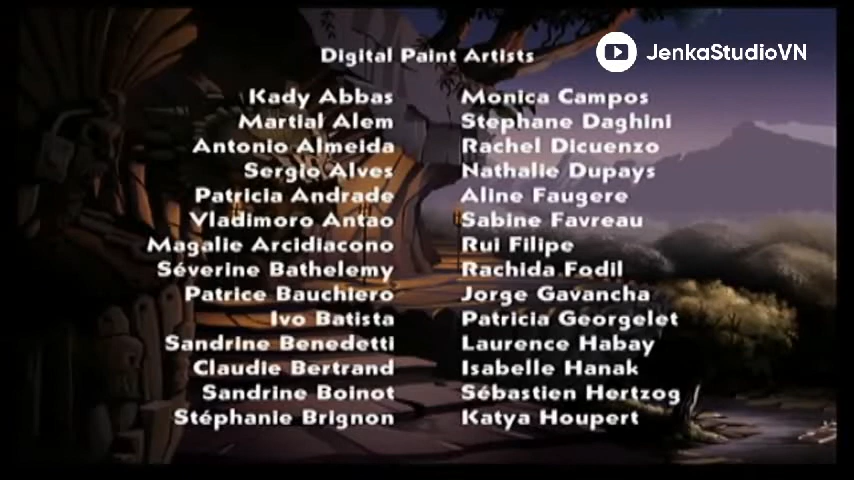 Digital Paint Artists
JenkaStudioVN
Kady Abbas Monica Campos
Martial Alem Stephane Daghini
Antonio Almeida Rachel Dicuenzo
Sergio Alves Nathalie Dupays
Patricia Andrade Aline Faugere
Vladimoro Antao Sabine Favreau
Magalie Arcidiacono Rui Filipe
Séverine Bathelemy Rachida Fodil
Patrice Bauchiero Jorge Gavancha
Ivo Batista Patricia Georgelet
Sandrine Benedetti Laurence Habay
Claudie Bertrand Isabelle Hanak
Sandrine Boinot Sébastien Hertzog
Stéphanie Brignon Katya Houpert